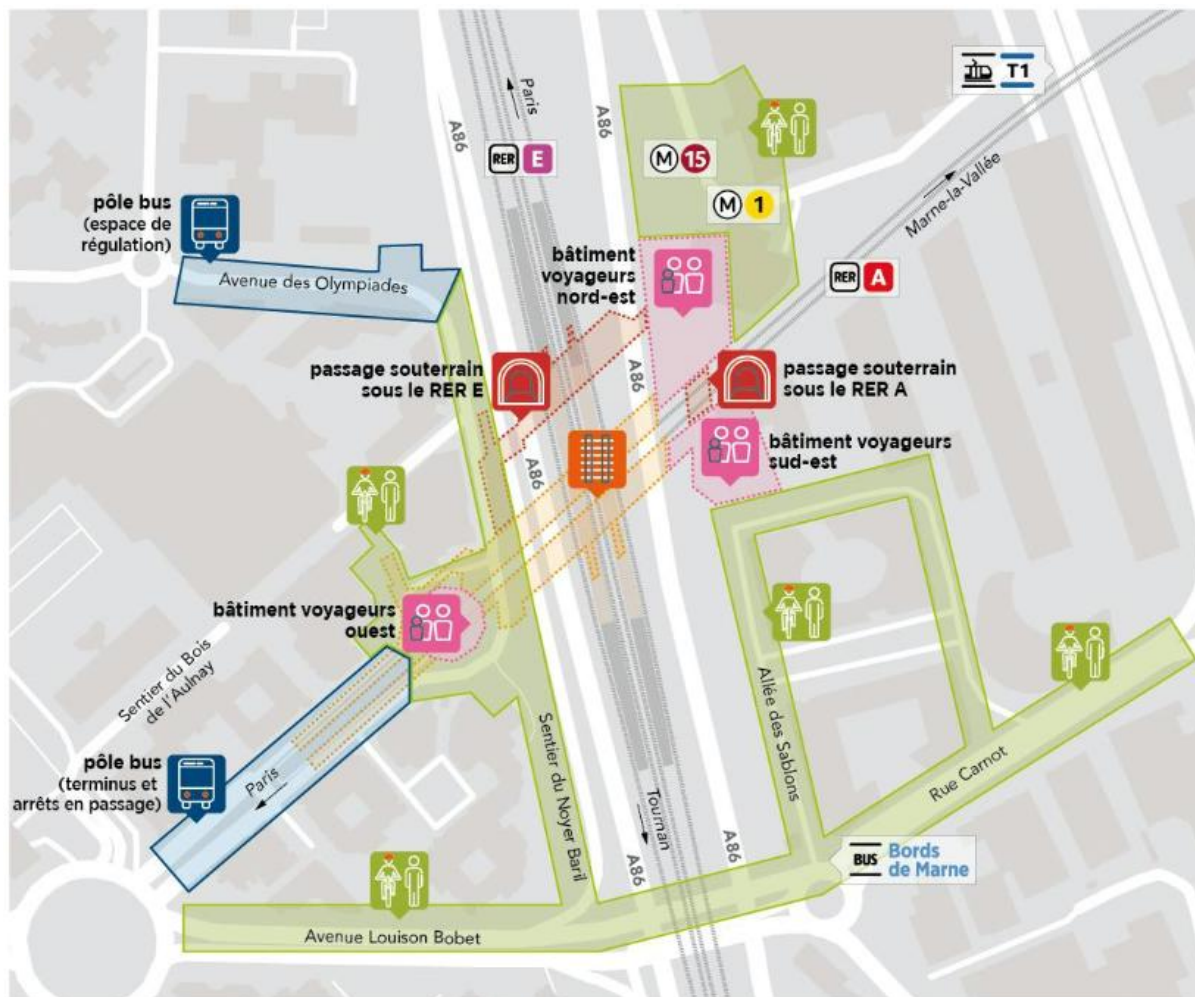 Paris
A86
A86
T1
RER E
M 15
M 1
Marne-la-Vallée
pôle bus
(espace de
régulation)
Avenue des Olympiades
bâtiment
voyageurs
nord-est
RER A
passage souterrain
sous le RER E
A86
passage souterrain
sous le RER A
bâtiment voyageurs
sud-est
A86
bâtiment voyageurs
ouest
Sentier du Bois
de l'Aulnay
Sentier du Noyer Baril
Allée des Sablons
Rue Carnot
pôle bus
(terminus et
arrêts en passage)
Paris
Tournan
A86
A86
BUS
Bords
de Marne
Avenue Louison Bobet